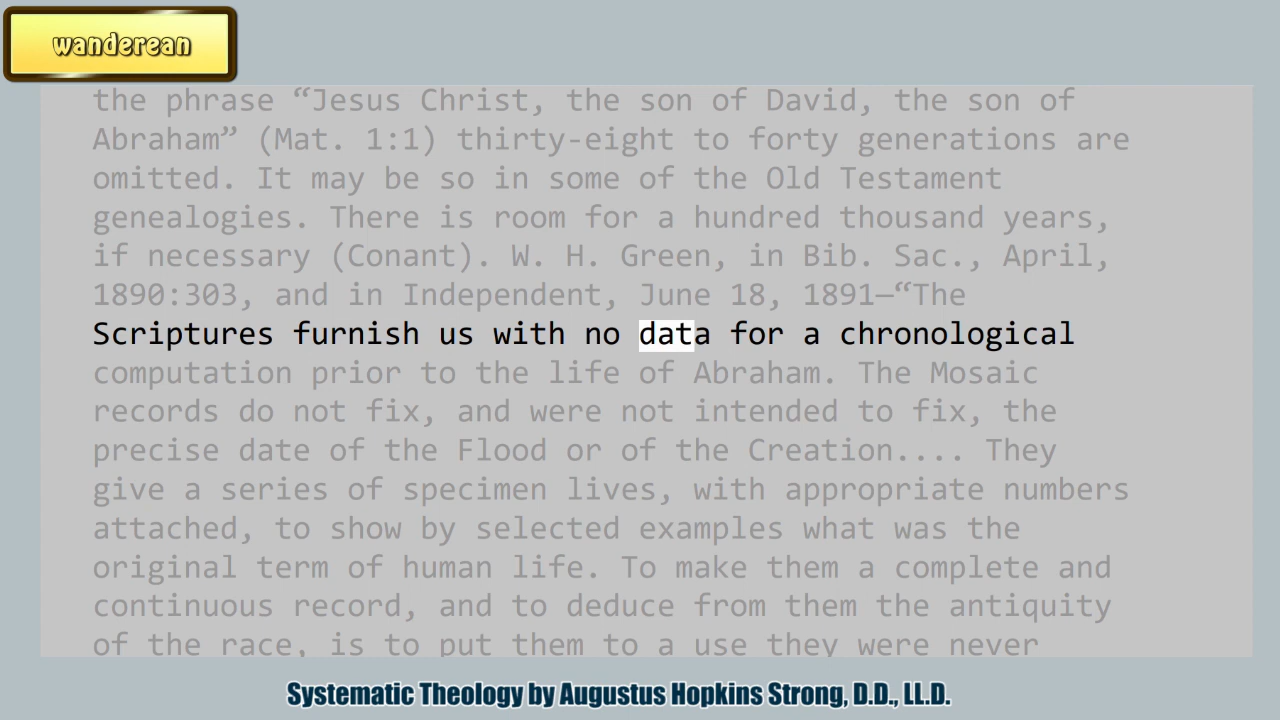 wanderean
the phrase “Jesus Christ, the son of David, the son of
Abraham” (Mat. 1:1) thirty-eight to forty generations are
omitted. It may be so in some of the Old Testament
genealogies. There is room for a hundred thousand years,
if necessary (Conant). W. H. Green, in Bib. Sac., April,
1890:303, and in Independent, June 18, 1891—“The
Scriptures furnish us with no data for a chronological
computation prior to the life of Abraham. The Mosaic
records do not fix, and were not intended to fix, the
precise date of the Flood or of the Creation.... They
give a series of specimen lives, with appropriate numbers
attached, to show by selected examples what was the
original term of human life. To make them a complete and
continuous record, and to deduce from them the antiquity
of the race, is to put them to a use they were never
Systematic Theology by Augustus Hopkins Strong, D.D., LL.D.